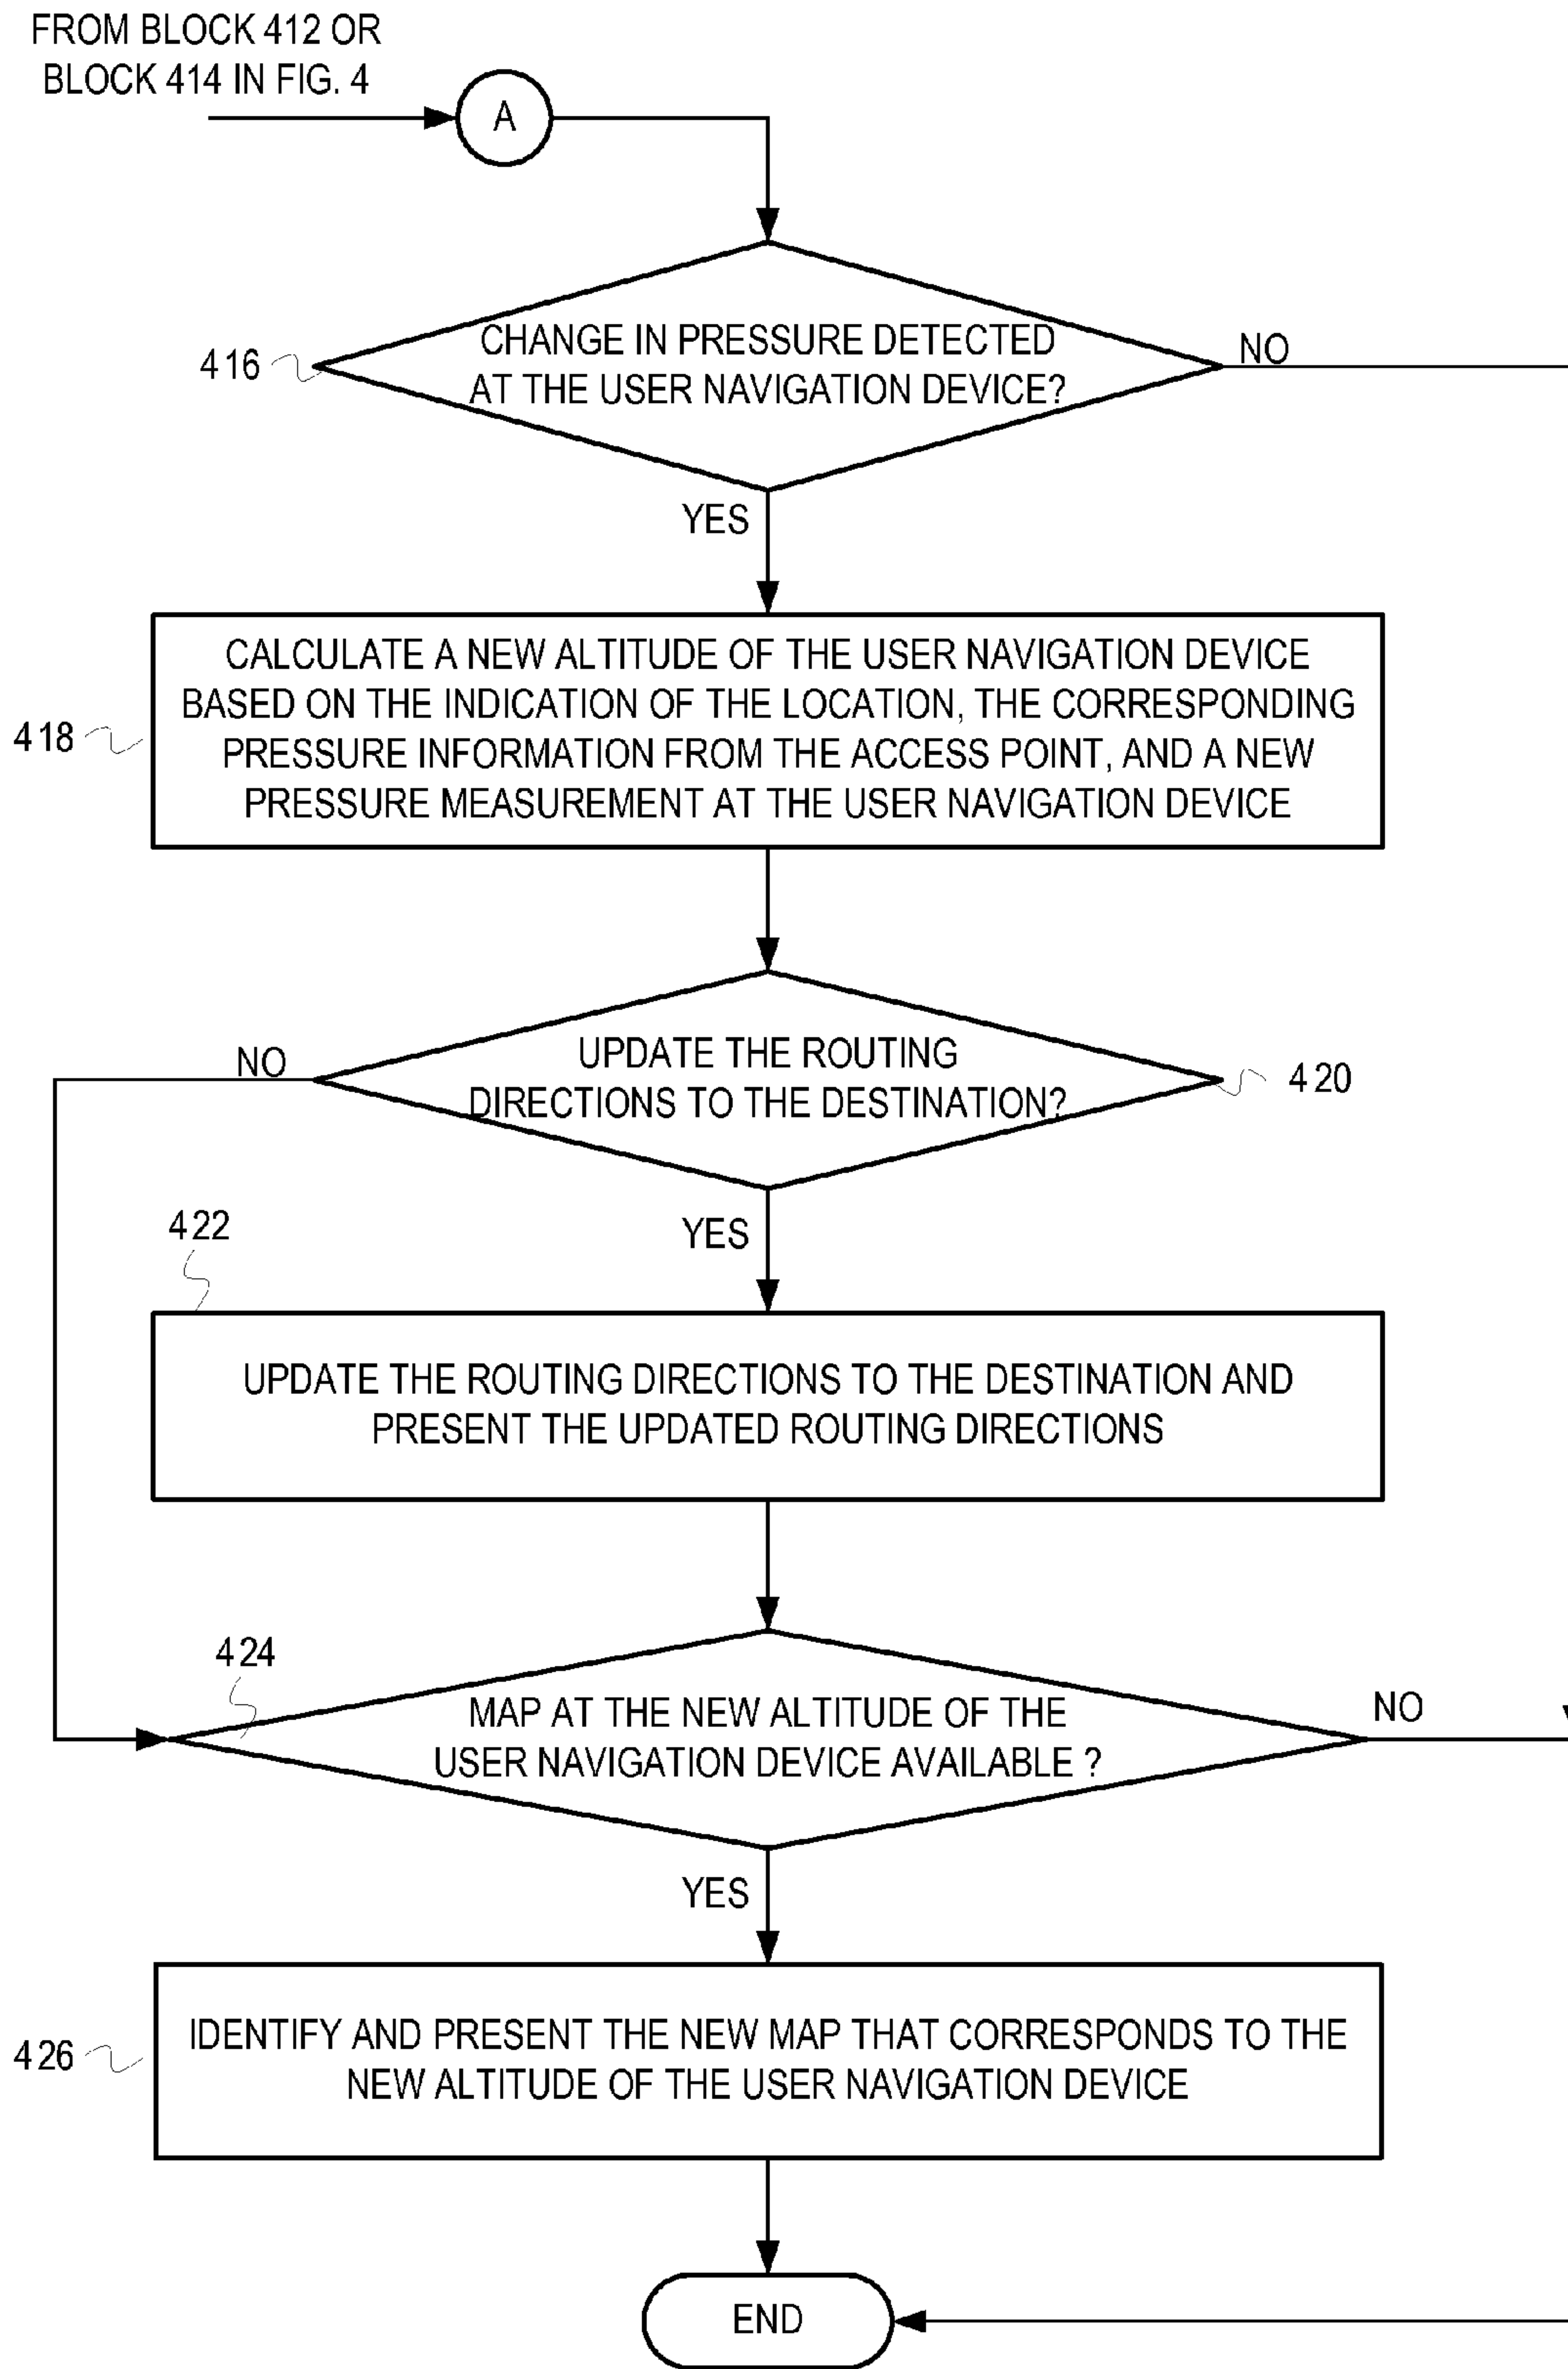 FROM BLOCK 412 OR
BLOCK 414 IN FIG. 4
A
CHANGE IN PRESSURE DETECTED
AT THE USER NAVIGATION DEVICE?
416
NO
YES
CALCULATE A NEW ALTITUDE OF THE USER NAVIGATION DEVICE
BASED ON THE INDICATION OF THE LOCATION, THE CORRESPONDING
PRESSURE INFORMATION FROM THE ACCESS POINT, AND A NEW
PRESSURE MEASUREMENT AT THE USER NAVIGATION DEVICE
418
NO
UPDATE THE ROUTING
DIRECTIONS TO THE DESTINATION?
420
YES
422
UPDATE THE ROUTING DIRECTIONS TO THE DESTINATION AND
PRESENT THE UPDATED ROUTING DIRECTIONS
424
MAP AT THE NEW ALTITUDE OF THE
USER NAVIGATION DEVICE AVAILABLE ?
NO
YES
IDENTIFY AND PRESENT THE NEW MAP THAT CORRESPONDS TO THE
NEW ALTITUDE OF THE USER NAVIGATION DEVICE
426
END